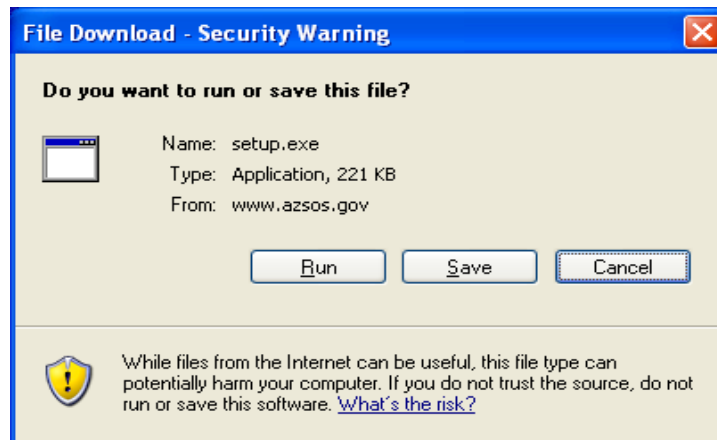 File Download - Security Warning
Do you want to run or save this file?
Name: setup.exe
Type: Application, 221 KB
From: www.azsos.gov
Run Save Cancel
While files from the Internet can be useful, this file type can
potentially harm your computer. If you do not trust the source, do not
run or save this software. What's the risk?